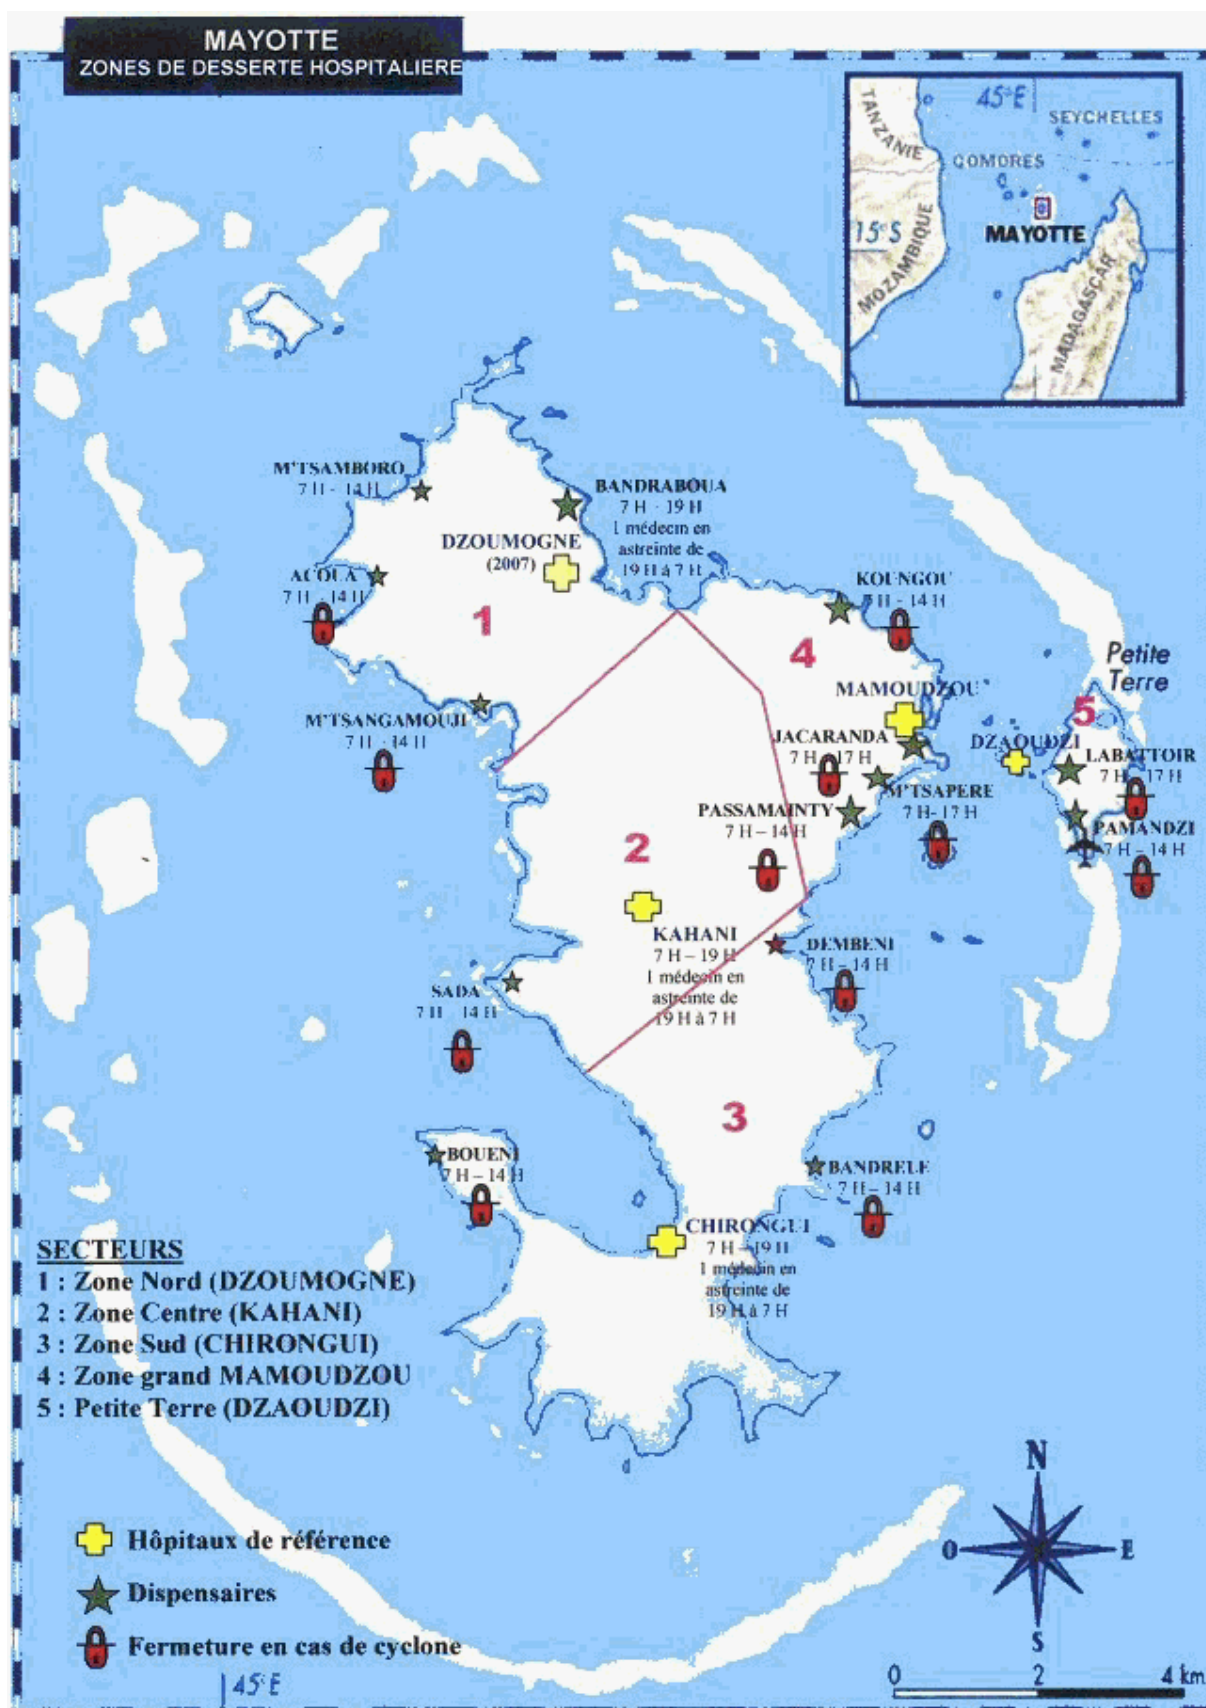 MAYOTTE
ZONES DE DESSERTE HOSPITALIERE
TANZANIE
45°E
SEYCHELLES
COMORES
MAYOTTE
15°S
MOZAMBIQUE
MADAGASCAR
M'TSAMBORO
7 H - 14 H
BANDRABOUA
7 H - 19 H
1 médecin en
astreinte de
19 H à 7 H
DZOUMOGNE
(2007)
ACOUA
7 H - 14 H
KOUNGOU
7 H - 14 H
1
4
Petite
Terre
MAMOUDZOU
5
M'TSANGAMOUJI
7 H - 14 H
JACARANDA
7 H - 17 H
DZAOUDZI
LABATTOIR
7 H - 17 H
M'TSAPERE
7 H- 17 H
PASSAMAINTY
7 H – 14 H
PAMANDZI
7 H – 14 H
2
KAHANI
7 H – 19 H
1 médecin en
astreinte de
19 H à 7 H
DEMBENI
7 H – 14 H
SADA
7 H - 14 H
3
BOUENI
7 H – 14 H
BANDRELE
7 H – 14 H
CHIRONGUI
7 H – 19 H
1 médecin en
astreinte de
19 H à 7 H
SECTEURS
1 : Zone Nord (DZOUMOGNE)
2 : Zone Centre (KAHANI)
3 : Zone Sud (CHIRONGUI)
4 : Zone grand MAMOUDZOU
5 : Petite Terre (DZAOUDZI)
Hôpitaux de référence
Dispensaires
Fermeture en cas de cyclone
N
O
E
S
45°E
0 2 4 km